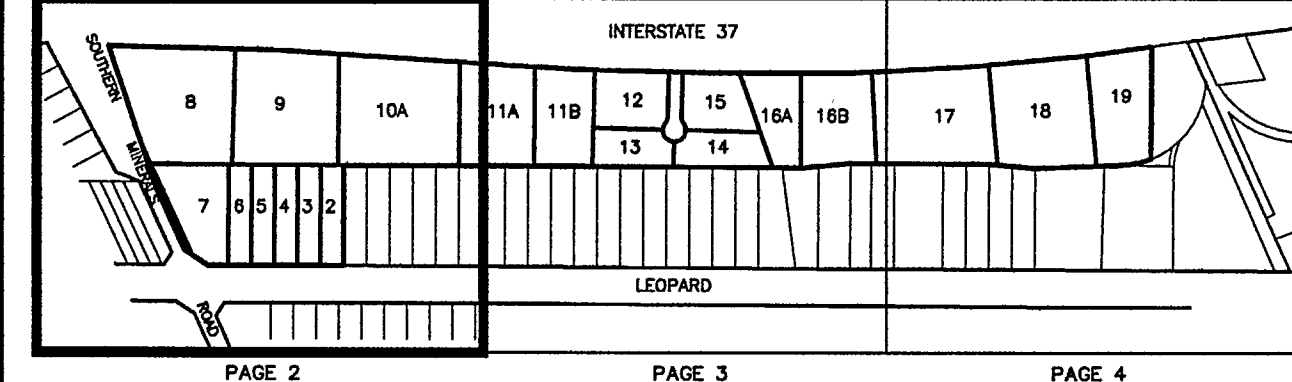 INTERSTATE 37
SOUTHERN
MINERALS
8
9
10A
11A
11B
12
15
16A
16B
17
18
19
13
14
7
6
5
4
3
2
LEOPARD
ROAD
PAGE 2
PAGE 3
PAGE 4